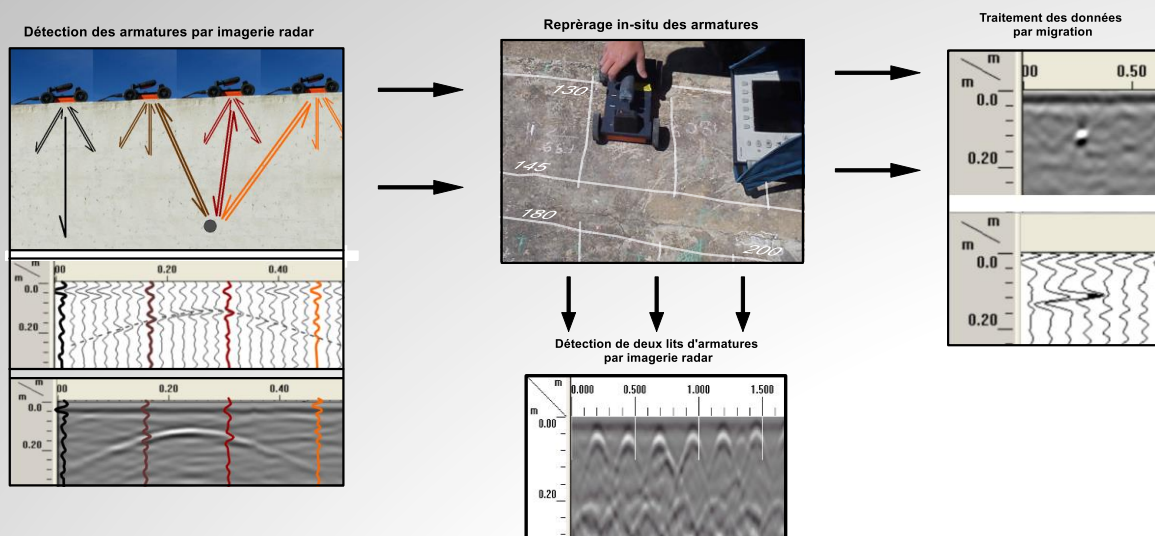 Détection des armatures par imagerie radar
m
00 0.20 0.40
m
0.0
0.20
m
00 0.20 0.40
m
0.0
0.20
Reprèrage in-situ des armatures
130
145
180
200
Détection de deux lits d'armatures
par imagerie radar
m
0.000 0.500 1.000 1.500
m
0.00
0.20
Traitement des données
par migration
m
00 0.50
m
0.0
0.20
m
m
0.0
0.20